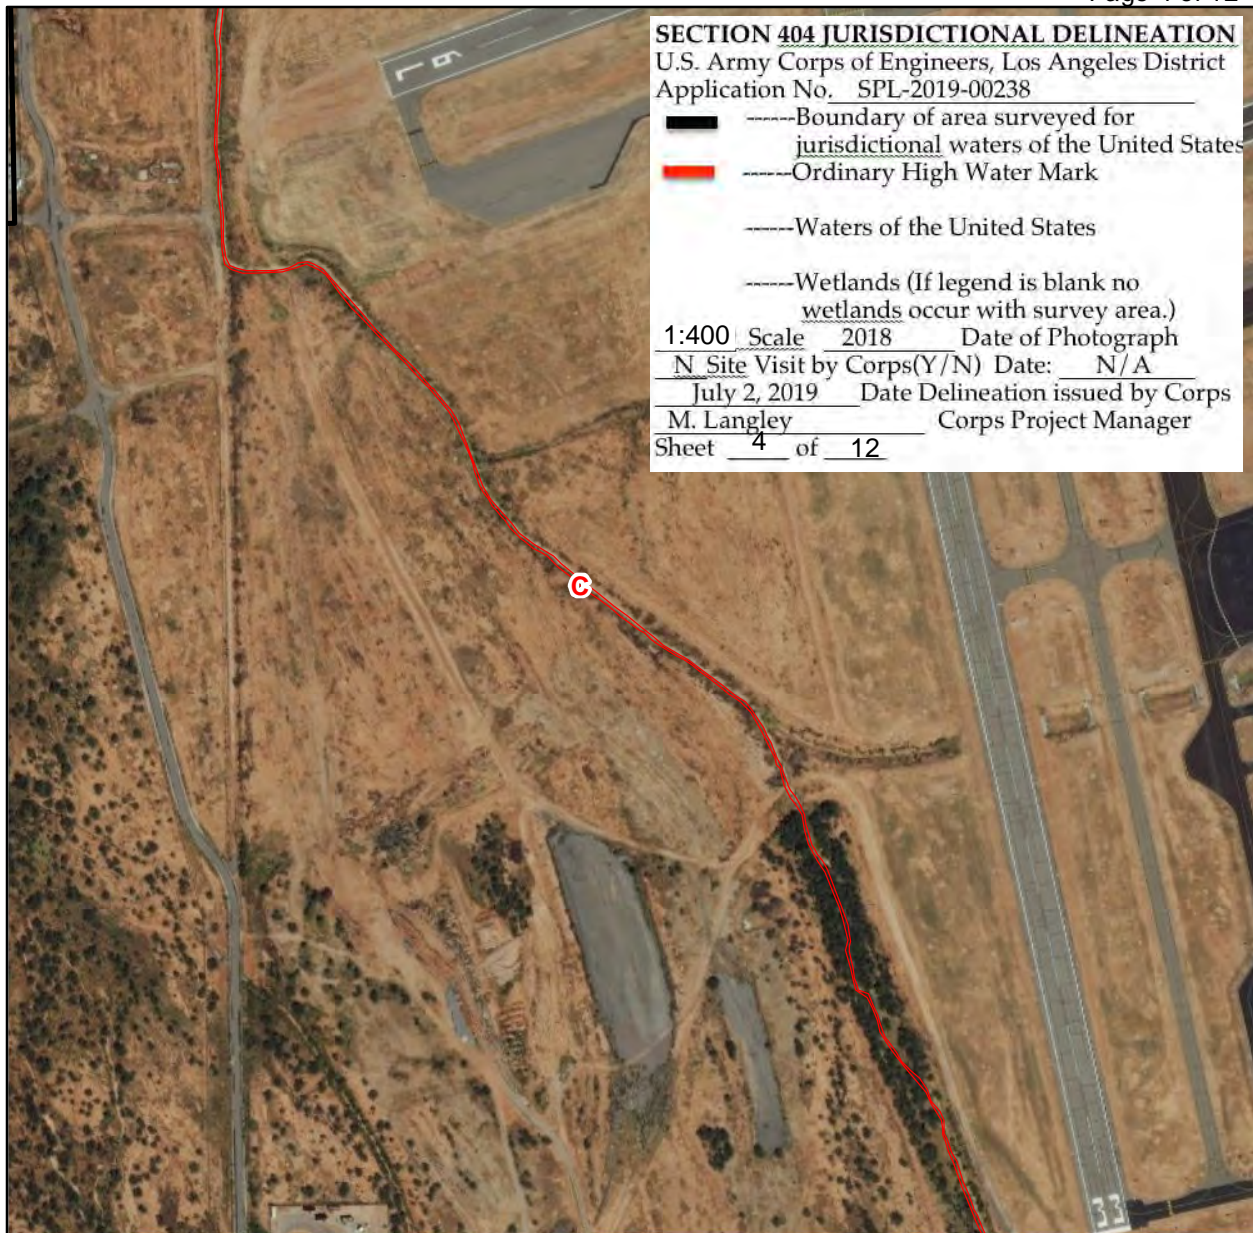 SECTION 404 JURISDICTIONAL DELINEATION
U.S. Army Corps of Engineers, Los Angeles District
Application No. SPL-2019-00238
------Boundary of area surveyed for
jurisdictional waters of the United States
------Ordinary High Water Mark
------Waters of the United States
------Wetlands (If legend is blank no
wetlands occur with survey area.)
1:400 Scale 2018 Date of Photograph
N Site Visit by Corps(Y/N) Date: N/A
July 2, 2019 Date Delineation issued by Corps
M. Langley Corps Project Manager
Sheet 4 of 12
C
33